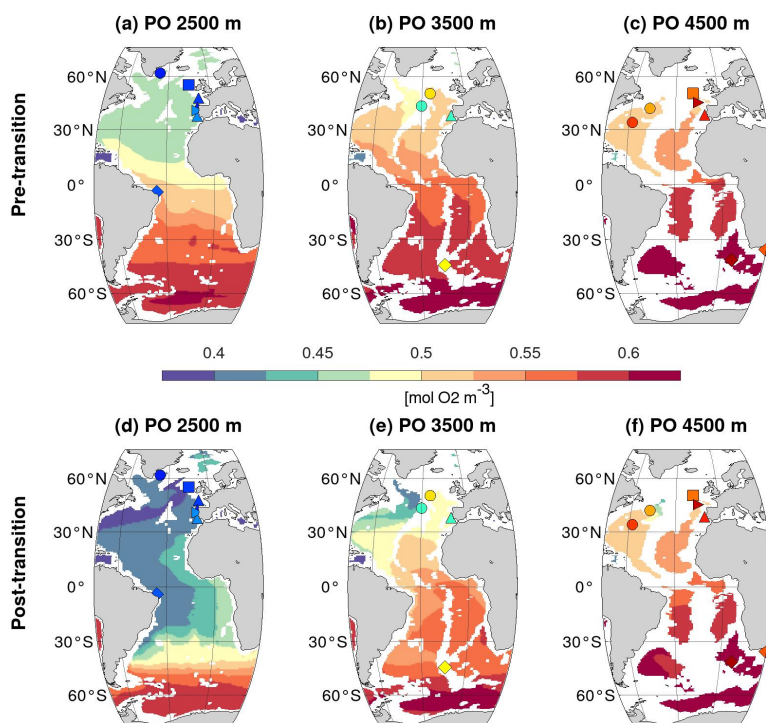 (a) PO 2500 m
(b) PO 3500 m
(c) PO 4500 m
Pre-transition
60°N
30°N
0°
30°S
60°S
60°N
30°N
0°
30°S
60°S
60°N
30°N
0°
30°S
60°S
0.4 0.45 0.5 0.55 0.6
[mol O2 m-3]
(d) PO 2500 m
(e) PO 3500 m
(f) PO 4500 m
Post-transition
60°N
30°N
0°
30°S
60°S
60°N
30°N
0°
30°S
60°S
60°N
30°N
0°
30°S
60°S